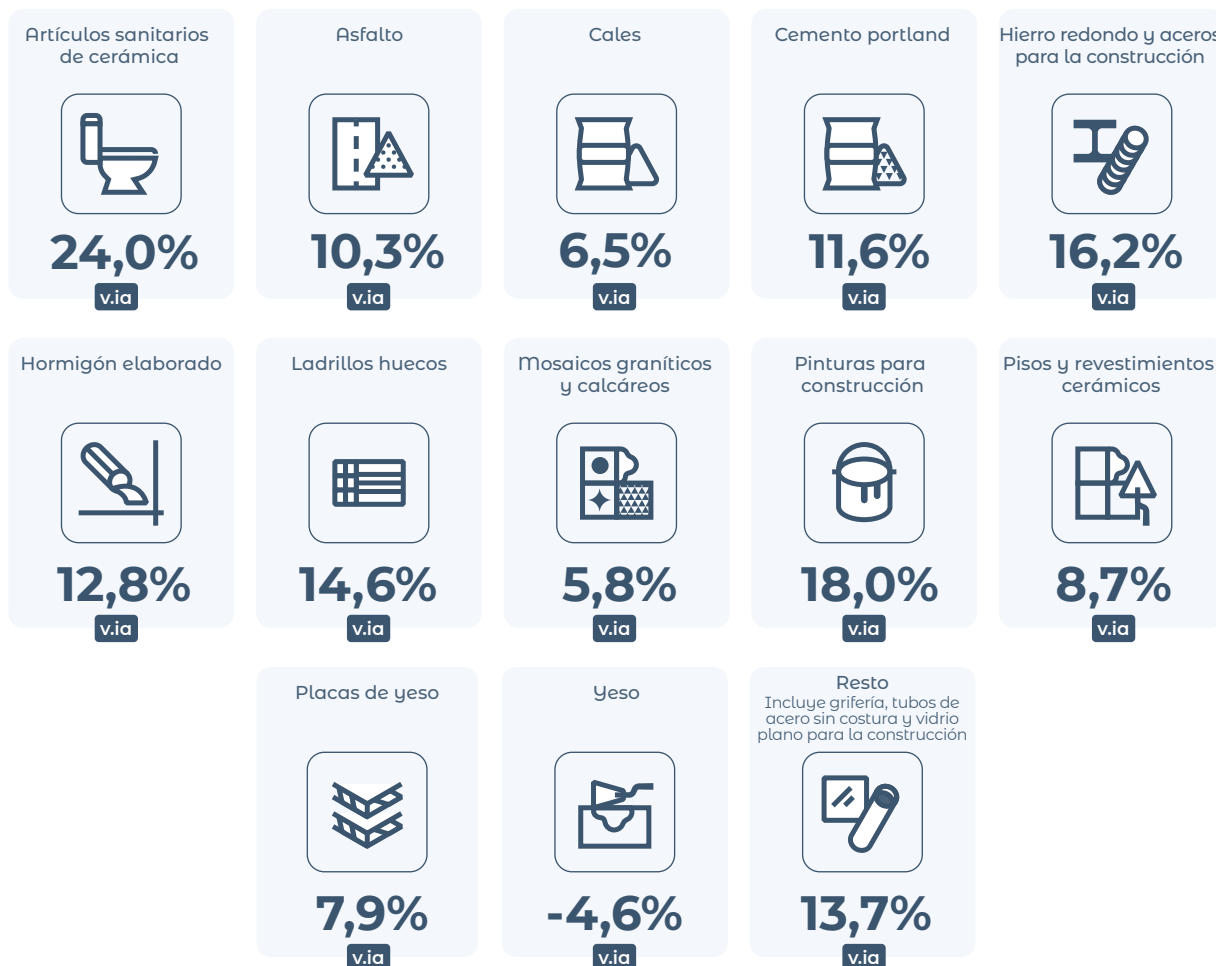 Artículos sanitarios
de cerámica
24,0%
v.ia
Asfalto
10,3%
v.ia
Cales
6,5%
v.ia
Cemento portland
11,6%
v.ia
Hierro redondo y aceros
para la construcción
16,2%
v.ia
Hormigón elaborado
12,8%
v.ia
Ladrillos huecos
14,6%
v.ia
Mosaicos graníticos
y calcáreos
5,8%
v.ia
Pinturas para
construcción
18,0%
v.ia
Pisos y revestimientos
cerámicos
8,7%
v.ia
Placas de yeso
7,9%
v.ia
Yeso
-4,6%
v.ia
Resto
Incluye grifería, tubos de
acero sin costura y vidrio
plano para la construcción
13,7%
v.ia